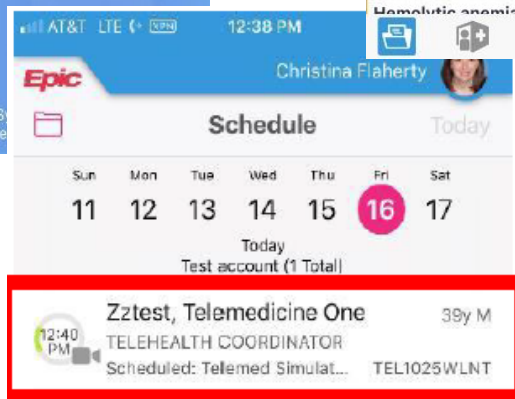 Hemolytic anemia
AT&T LTE VPN 12:38 PM
Epic Christina Flaherty
Schedule Today
Sun Mon Tue Wed Thu Fri Sat
11 12 13 14 15 16 17
Today
Test account (1 Total)
Zztest, Telemedicine One 39y M
12:40 PM TELEHEALTH COORDINATOR
Scheduled: Telemed Simulat... TEL1025WLNT